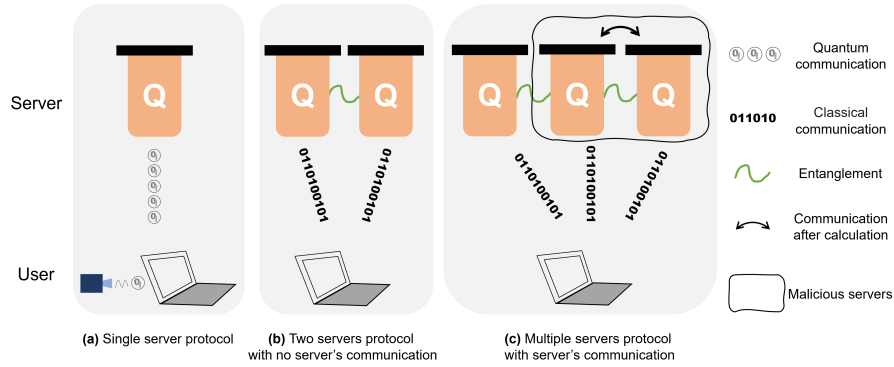 Q
Q
Q
Q
Q
Q
Server
User
0110100101
0110100101
0110100101
0110100101
0110100101
(a) Single server protocol
(b) Two servers protocol
with no server's communication
(c) Multiple servers protocol
with server's communication
Quantum
communication
011010
Classical
communication
Entanglement
Communication
after calculation
Malicious servers